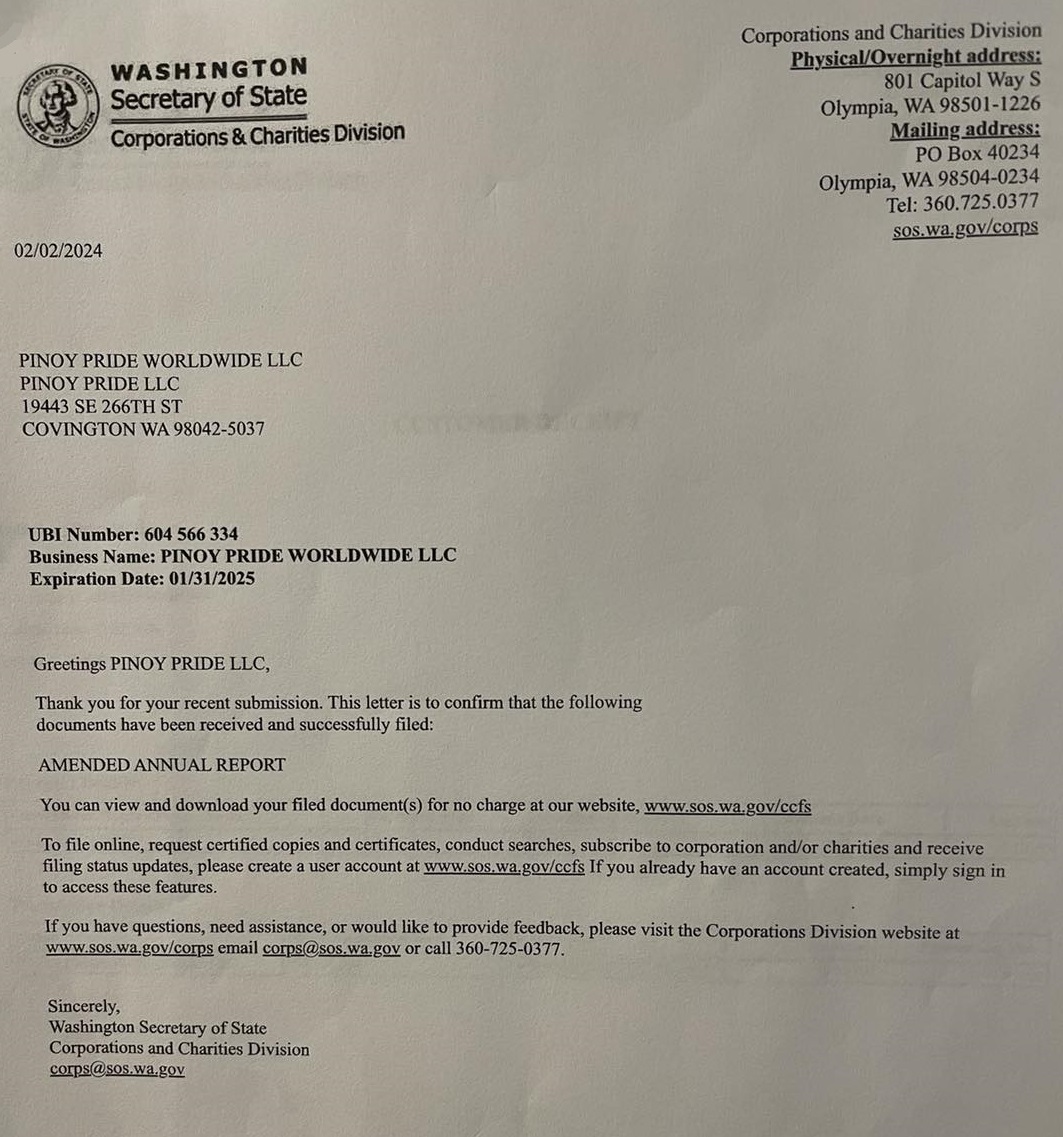 WASHINGTON
Secretary of State
Corporations & Charities Division
SECRETARY OF STATE
STATE OF WASHINGTON
Corporations and Charities Division
Physical/Overnight address:
801 Capitol Way S
Olympia, WA 98501-1226
Mailing address:
PO Box 40234
Olympia, WA 98504-0234
Tel: 360.725.0377
sos.wa.gov/corps
02/02/2024
PINOY PRIDE WORLDWIDE LLC
PINOY PRIDE LLC
19443 SE 266TH ST
COVINGTON WA 98042-5037
UBI Number: 604 566 334
Business Name: PINOY PRIDE WORLDWIDE LLC
Expiration Date: 01/31/2025
Greetings PINOY PRIDE LLC,
Thank you for your recent submission. This letter is to confirm that the following
documents have been received and successfully filed:
AMENDED ANNUAL REPORT
You can view and download your filed document(s) for no charge at our website, www.sos.wa.gov/ccfs
To file online, request certified copies and certificates, conduct searches, subscribe to corporation and/or charities and receive
filing status updates, please create a user account at www.sos.wa.gov/ccfs If you already have an account created, simply sign in
to access these features.
If you have questions, need assistance, or would like to provide feedback, please visit the Corporations Division website at
www.sos.wa.gov/corps email corps@sos.wa.gov or call 360-725-0377.
Sincerely,
Washington Secretary of State
Corporations and Charities Division
corps@sos.wa.gov